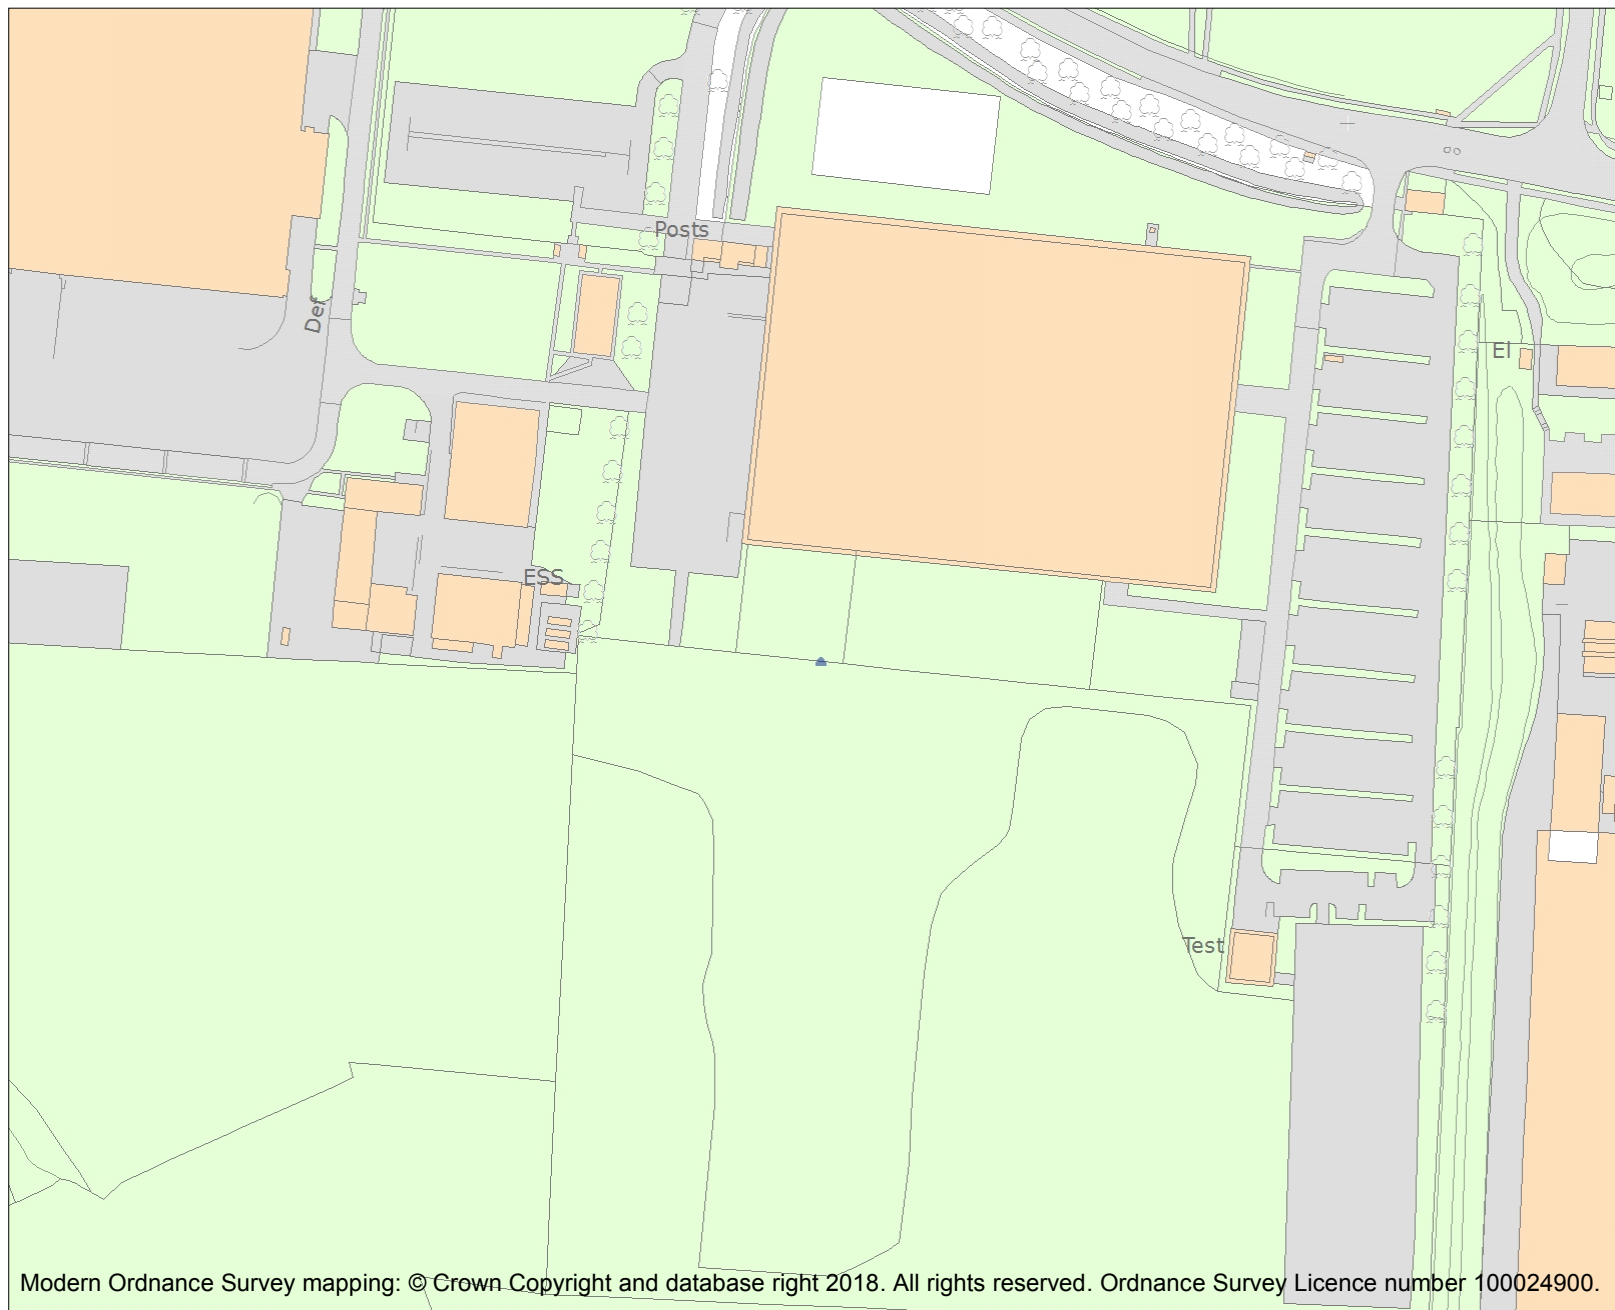 Posts
Def
El
ESS
Test
Modern Ordnance Survey mapping: © Crown Copyright and database right 2018. All rights reserved. Ordnance Survey Licence number 100024900.